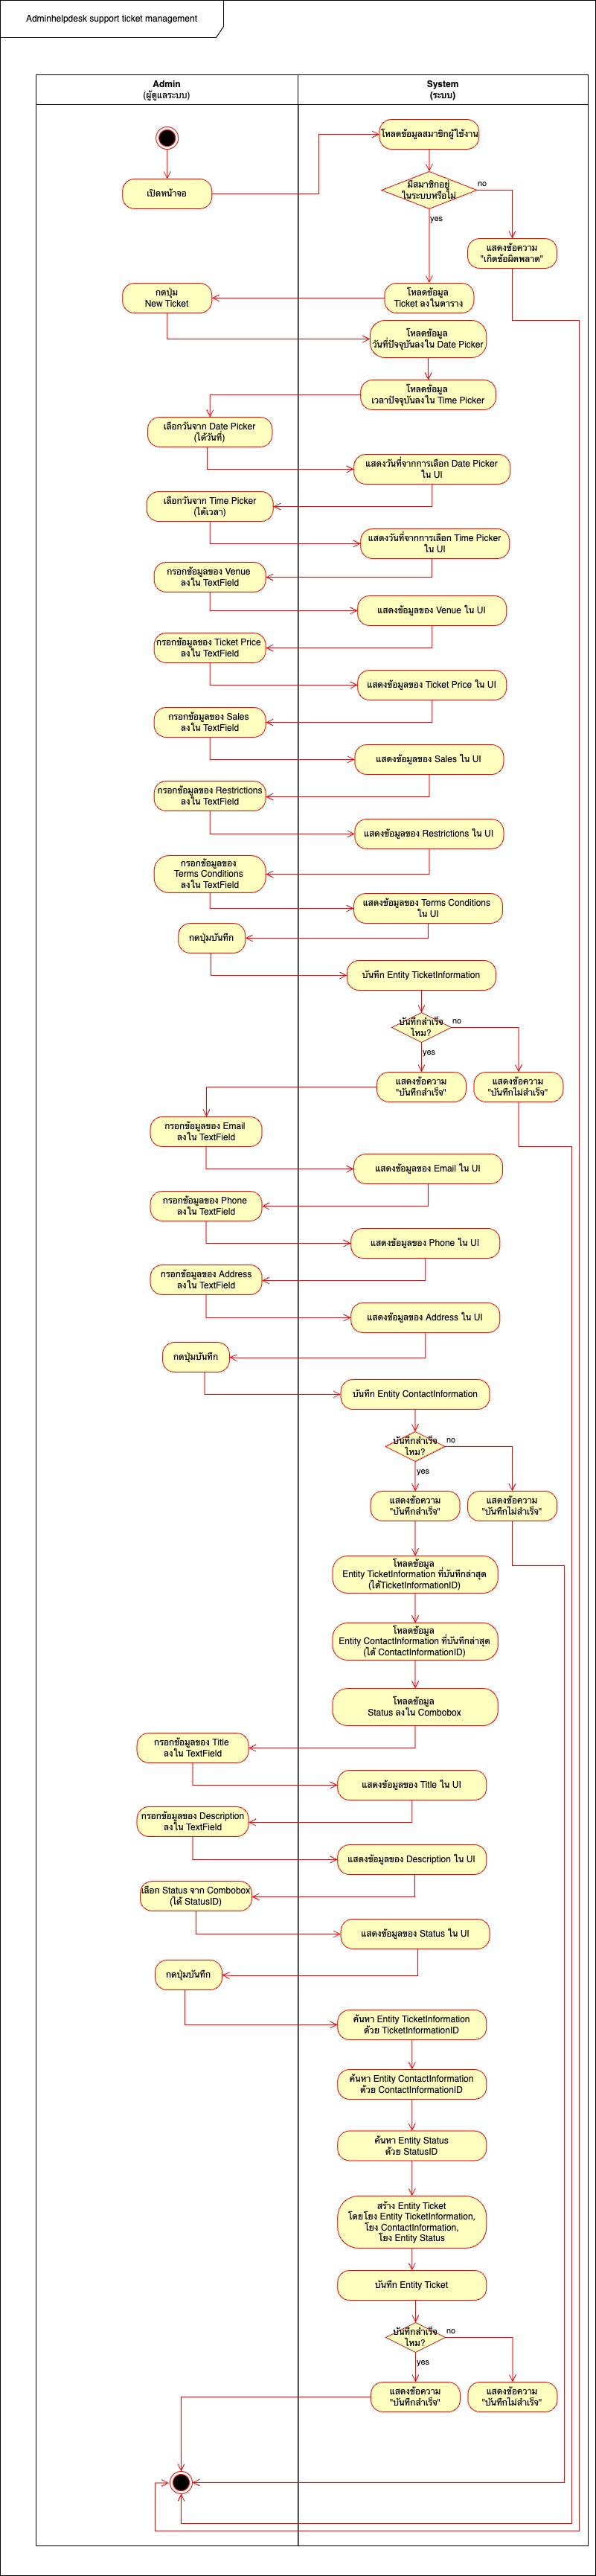 Adminhelpdesk support ticket management
Admin
(ผู้ดูแลระบบ)
System
(ระบบ)
โหลดข้อมูลสมาชิกผู้ใช้งาน
เปิดหน้าจอ
มีสมาชิกอยู่
ในระบบหรือไม่
no
yes
แสดงข้อความ
"เกิดข้อผิดพลาด"
กดปุ่ม
New Ticket
โหลดข้อมูล
Ticket ลงในตาราง
โหลดข้อมูล
วันที่ปัจจุบันลงใน Date Picker
โหลดข้อมูล
เวลาปัจจุบันลงใน Time Picker
เลือกวันจาก Date Picker
(ได้วันที่)
แสดงวันที่จากการเลือก Date Picker
ใน UI
เลือกวันจาก Time Picker
(ได้เวลา)
แสดงวันที่จากการเลือก Time Picker
ใน UI
กรอกข้อมูลของ Venue
ลงใน TextField
แสดงข้อมูลของ Venue ใน UI
กรอกข้อมูลของ Ticket Price
ลงใน TextField
แสดงข้อมูลของ Ticket Price ใน UI
กรอกข้อมูลของ Sales
ลงใน TextField
แสดงข้อมูลของ Sales ใน UI
กรอกข้อมูลของ Restrictions
ลงใน TextField
แสดงข้อมูลของ Restrictions ใน UI
กรอกข้อมูลของ
Terms Conditions
ลงใน TextField
แสดงข้อมูลของ Terms Conditions
ใน UI
กดปุ่มบันทึก
บันทึก Entity TicketInformation
บันทึกสำเร็จ
ไหม?
no
yes
แสดงข้อความ
"บันทึกสำเร็จ"
แสดงข้อความ
"บันทึกไม่สำเร็จ"
กรอกข้อมูลของ Email
ลงใน TextField
แสดงข้อมูลของ Email ใน UI
กรอกข้อมูลของ Phone
ลงใน TextField
แสดงข้อมูลของ Phone ใน UI
กรอกข้อมูลของ Address
ลงใน TextField
แสดงข้อมูลของ Address ใน UI
กดปุ่มบันทึก
บันทึก Entity ContactInformation
บันทึกสำเร็จ
ไหม?
no
yes
แสดงข้อความ
"บันทึกสำเร็จ"
แสดงข้อความ
"บันทึกไม่สำเร็จ"
โหลดข้อมูล
Entity TicketInformation ที่บันทึกล่าสุด
(ได้TicketInformationID)
โหลดข้อมูล
Entity ContactInformation ที่บันทึกล่าสุด
(ได้ ContactInformationID)
โหลดข้อมูล
Status ลงใน Combobox
กรอกข้อมูลของ Title
ลงใน TextField
แสดงข้อมูลของ Title ใน UI
กรอกข้อมูลของ Description
ลงใน TextField
แสดงข้อมูลของ Description ใน UI
เลือก Status จาก Combobox
(ได้ StatusID)
แสดงข้อมูลของ Status ใน UI
กดปุ่มบันทึก
ค้นหา Entity TicketInformation
ด้วย TicketInformationID
ค้นหา Entity ContactInformation
ด้วย ContactInformationID
ค้นหา Entity Status
ด้วย StatusID
สร้าง Entity Ticket
โดยโยง Entity TicketInformation,
โยง ContactInformation,
โยง Entity Status
บันทึก Entity Ticket
บันทึกสำเร็จ
ไหม?
no
yes
แสดงข้อความ
"บันทึกสำเร็จ"
แสดงข้อความ
"บันทึกไม่สำเร็จ"